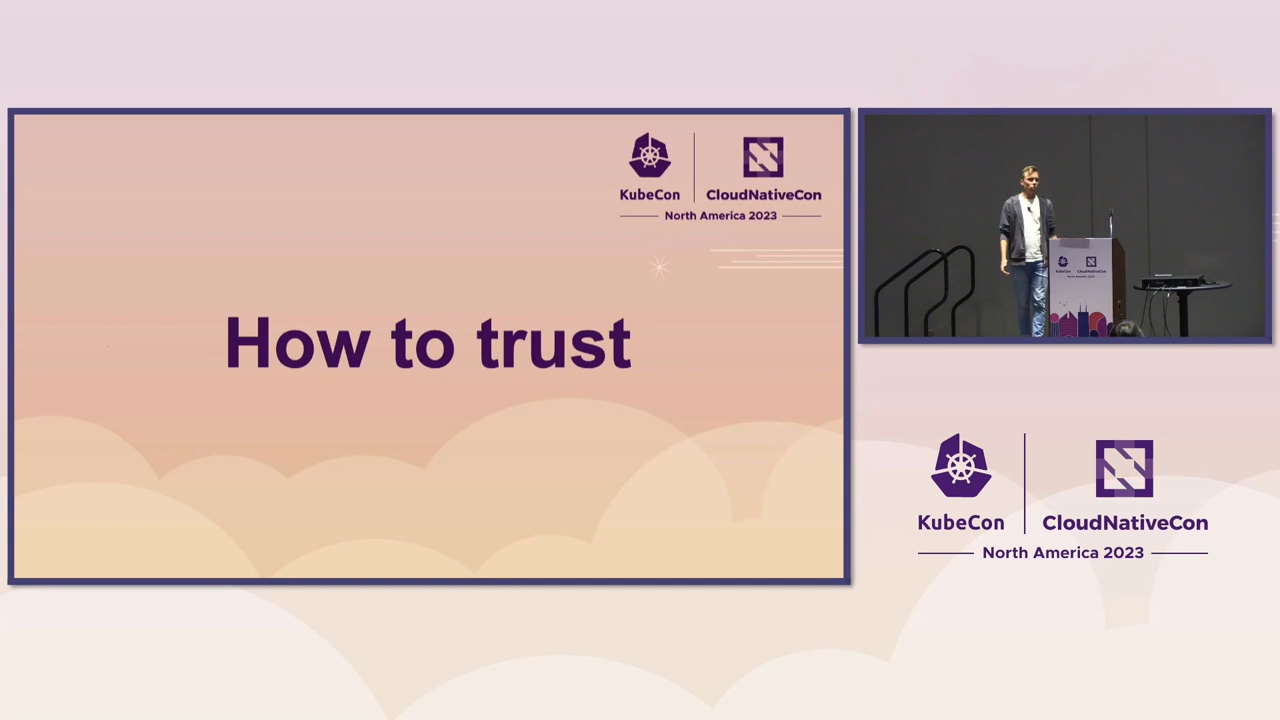 KubeCon
CloudNativeCon
North America 2023
How to trust
KubeCon
CloudNativeCon
North America 2023